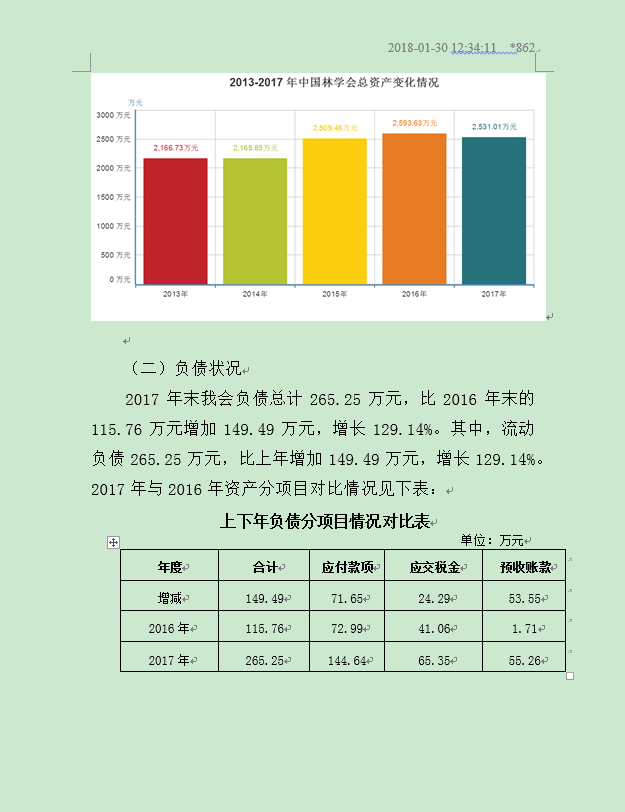 2018-01-30 12:34:11 *862
2013-2017 年中国林学会总资产变化情况
万元
3000 万元
2500 万元
2000 万元
1500 万元
1000 万元
500 万元
0 万元
2,166.73万元
2,165.85万元
2,509.46万元
2,593.63万元
2,531.01万元
2013年 2014年 2015年 2016年 2017年
（二）负债状况
2017 年末我会负债总计 265.25 万元，比 2016 年末的
115.76 万元增加 149.49 万元，增长 129.14%。其中，流动
负债 265.25 万元，比上年增加 149.49 万元，增长 129.14%。
2017 年与 2016 年资产分项目对比情况见下表：
上下年负债分项目情况对比表
单位：万元
年度 合计 应付款项 应交税金 预收账款
增减 149.49 71.65 24.29 53.55
2016 年 115.76 72.99 41.06 1.71
2017 年 265.25 144.64 65.35 55.26